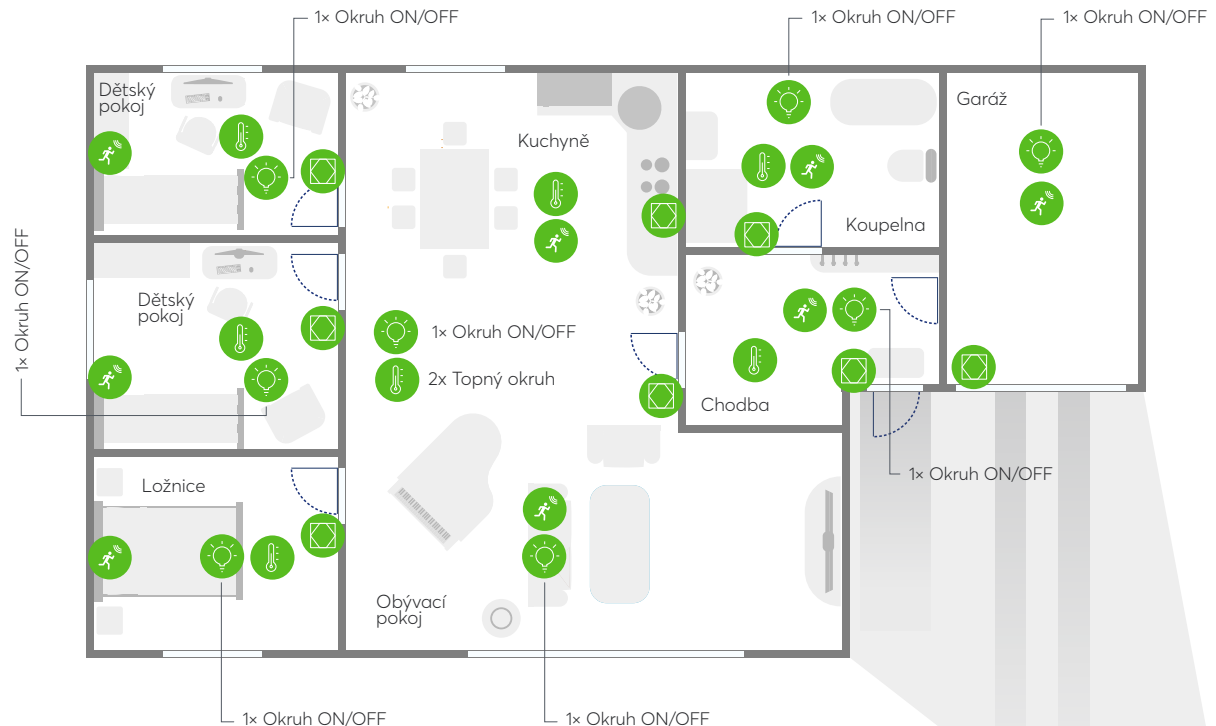 1× Okruh ON/OFF
1× Okruh ON/OFF
1× Okruh ON/OFF
Dětský
pokoj
Kuchyně
Garáž
Koupelna
1× Okruh ON/OFF
Dětský
pokoj
1× Okruh ON/OFF
2x Topný okruh
Chodba
1× Okruh ON/OFF
Ložnice
Obývací
pokoj
1× Okruh ON/OFF
1× Okruh ON/OFF